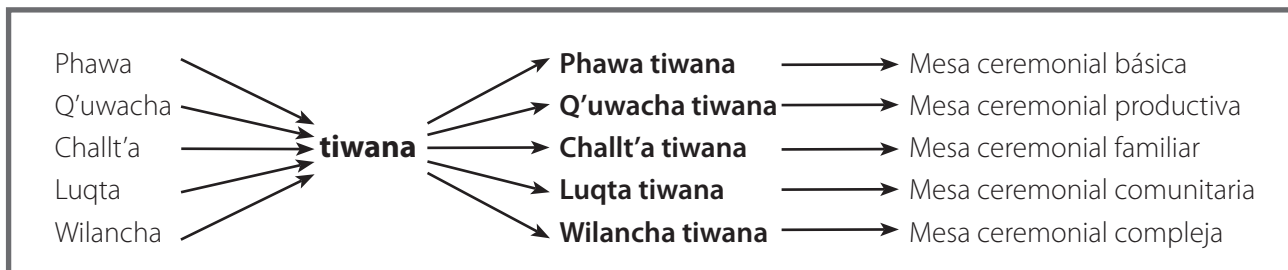 Phawa Phawa tiwana Mesa ceremonial básica
Q’uwacha Q’uwacha tiwana Mesa ceremonial productiva
Challt’a tiwana Challt’a tiwana Mesa ceremonial familiar
Luqta Luqta tiwana Mesa ceremonial comunitaria
Wilancha Wilancha tiwana Mesa ceremonial compleja